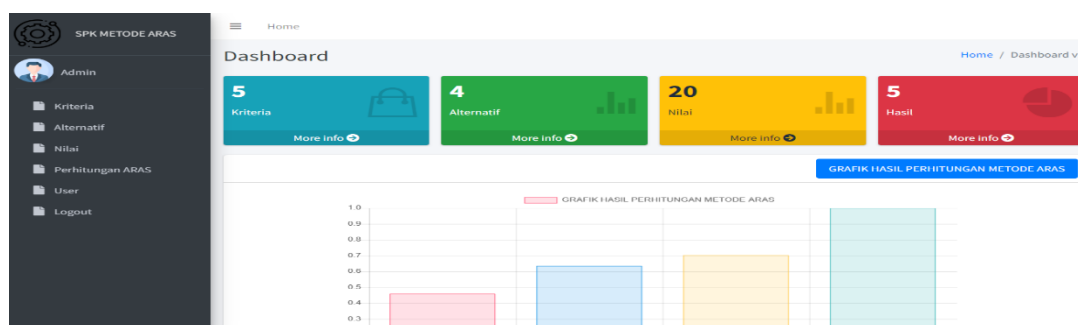 SPK METODE ARAS
Admin
Kriteria
Alternatif
Nilai
Perhitungan ARAS
User
Logout
Home
Dashboard
Home / Dashboard v
5
Kriteria
More info
4
Alternatif
More info
20
Nilai
More info
5
Hasil
More info
GRAFIK HASIL PERHITUNGAN METODE ARAS
GRAFIK HASIL PERHITUNGAN METODE ARAS
1.0
0.9
0.8
0.7
0.6
0.5
0.4
0.3